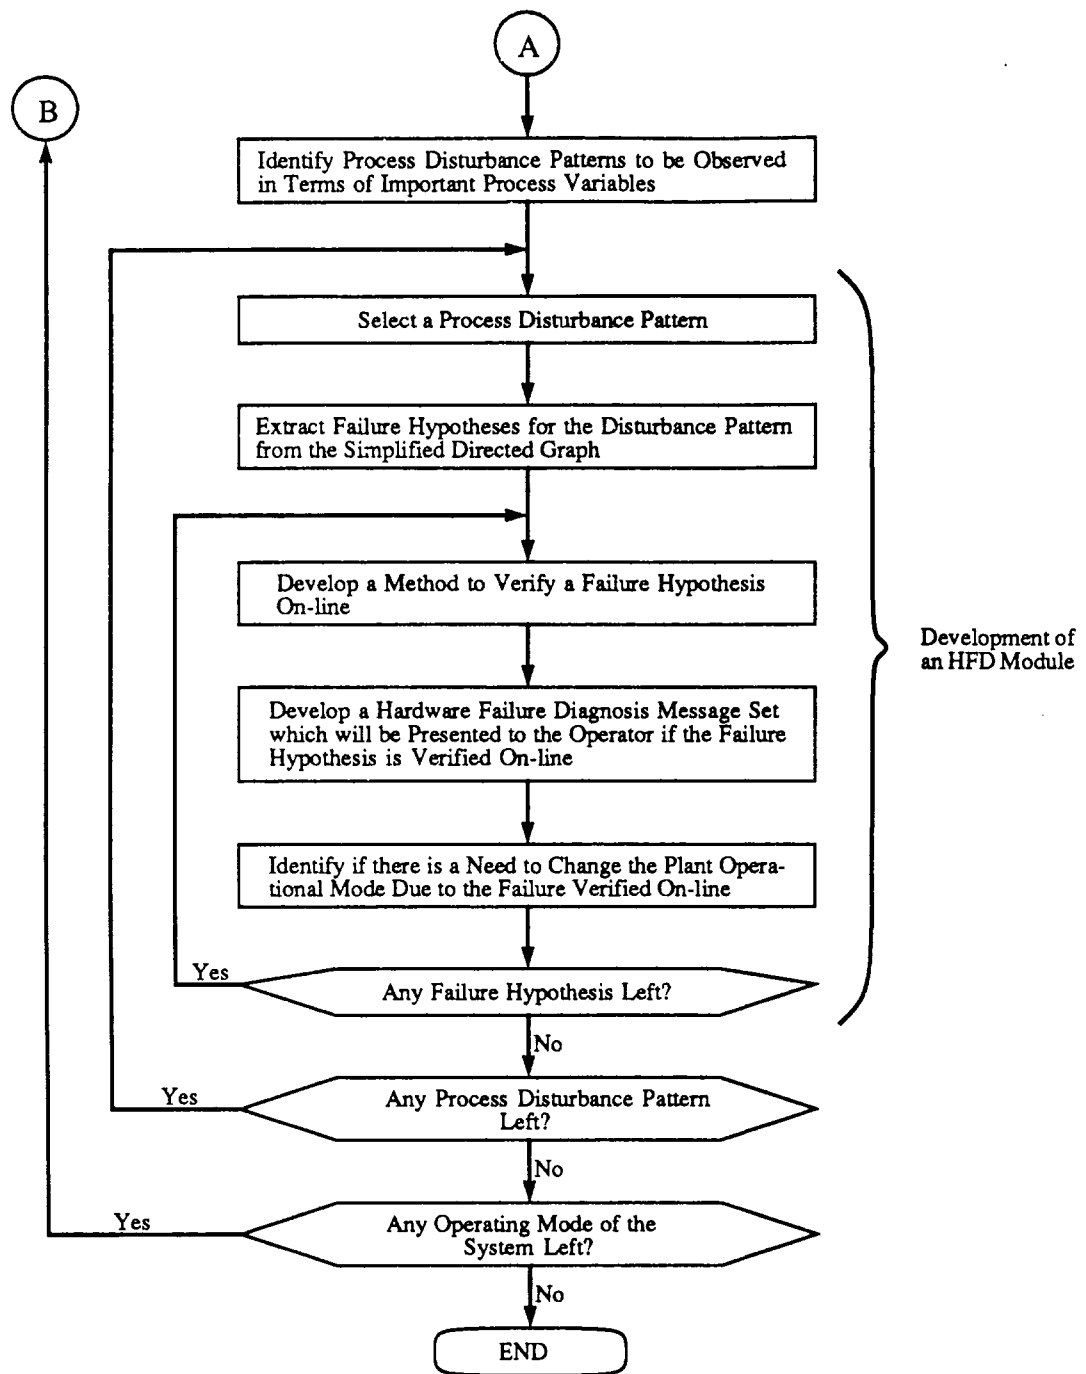 A
B
Identify Process Disturbance Patterns to be Observed
in Terms of Important Process Variables
Select a Process Disturbance Pattern
Extract Failure Hypotheses for the Disturbance Pattern
from the Simplified Directed Graph
Develop a Method to Verify a Failure Hypothesis
On-line
Development of
an HFD Module
Develop a Hardware Failure Diagnosis Message Set
which will be Presented to the Operator if the Failure
Hypothesis is Verified On-line
Identify if there is a Need to Change the Plant Opera-
tional Mode Due to the Failure Verified On-line
Yes
Any Failure Hypothesis Left?
No
Yes
Any Process Disturbance Pattern
Left?
No
Yes
Any Operating Mode of the
System Left?
No
END